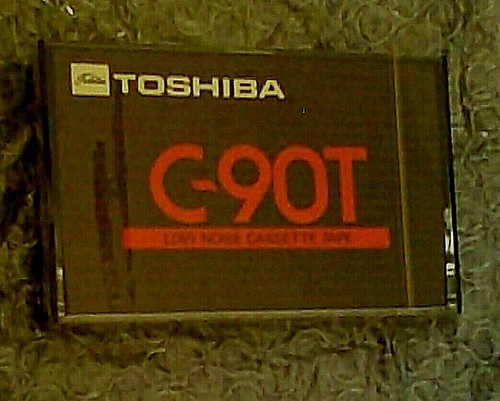 TOSHIBA
C-90T
LOW NOISE CASSETTE TAPE